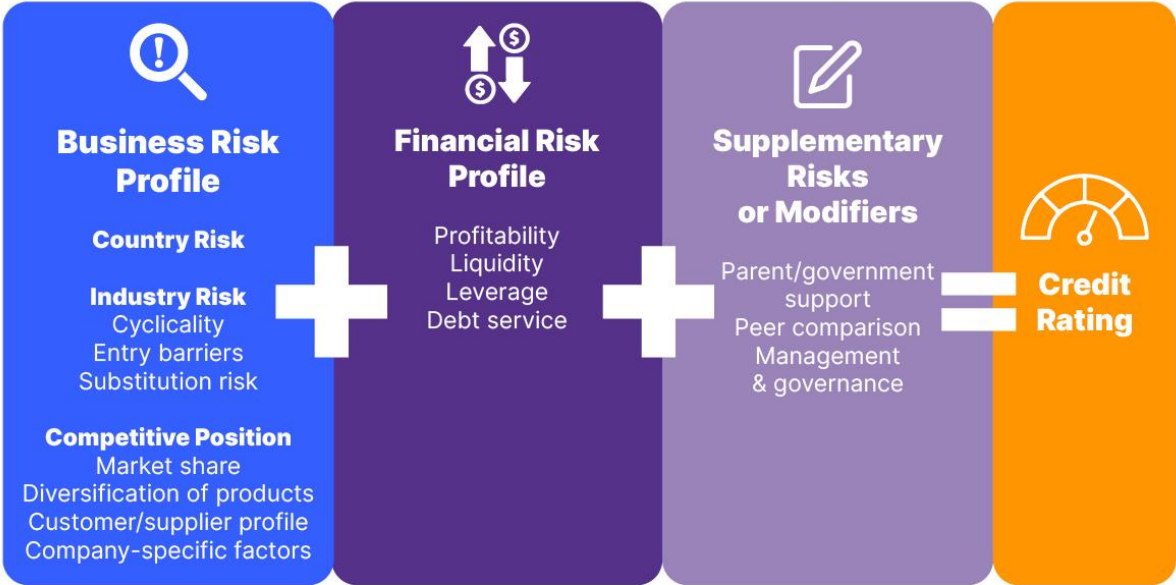 Business Risk
Profile
Country Risk
Industry Risk
Cyclicality
Entry barriers
Substitution risk
Competitive Position
Market share
Diversification of products
Customer/supplier profile
Company-specific factors
$
$
Financial Risk
Profile
Profitability
Liquidity
Leverage
Debt service
Supplementary
Risks
or Modifiers
Parent/government
support
Peer comparison
Management
& governance
Credit
Rating